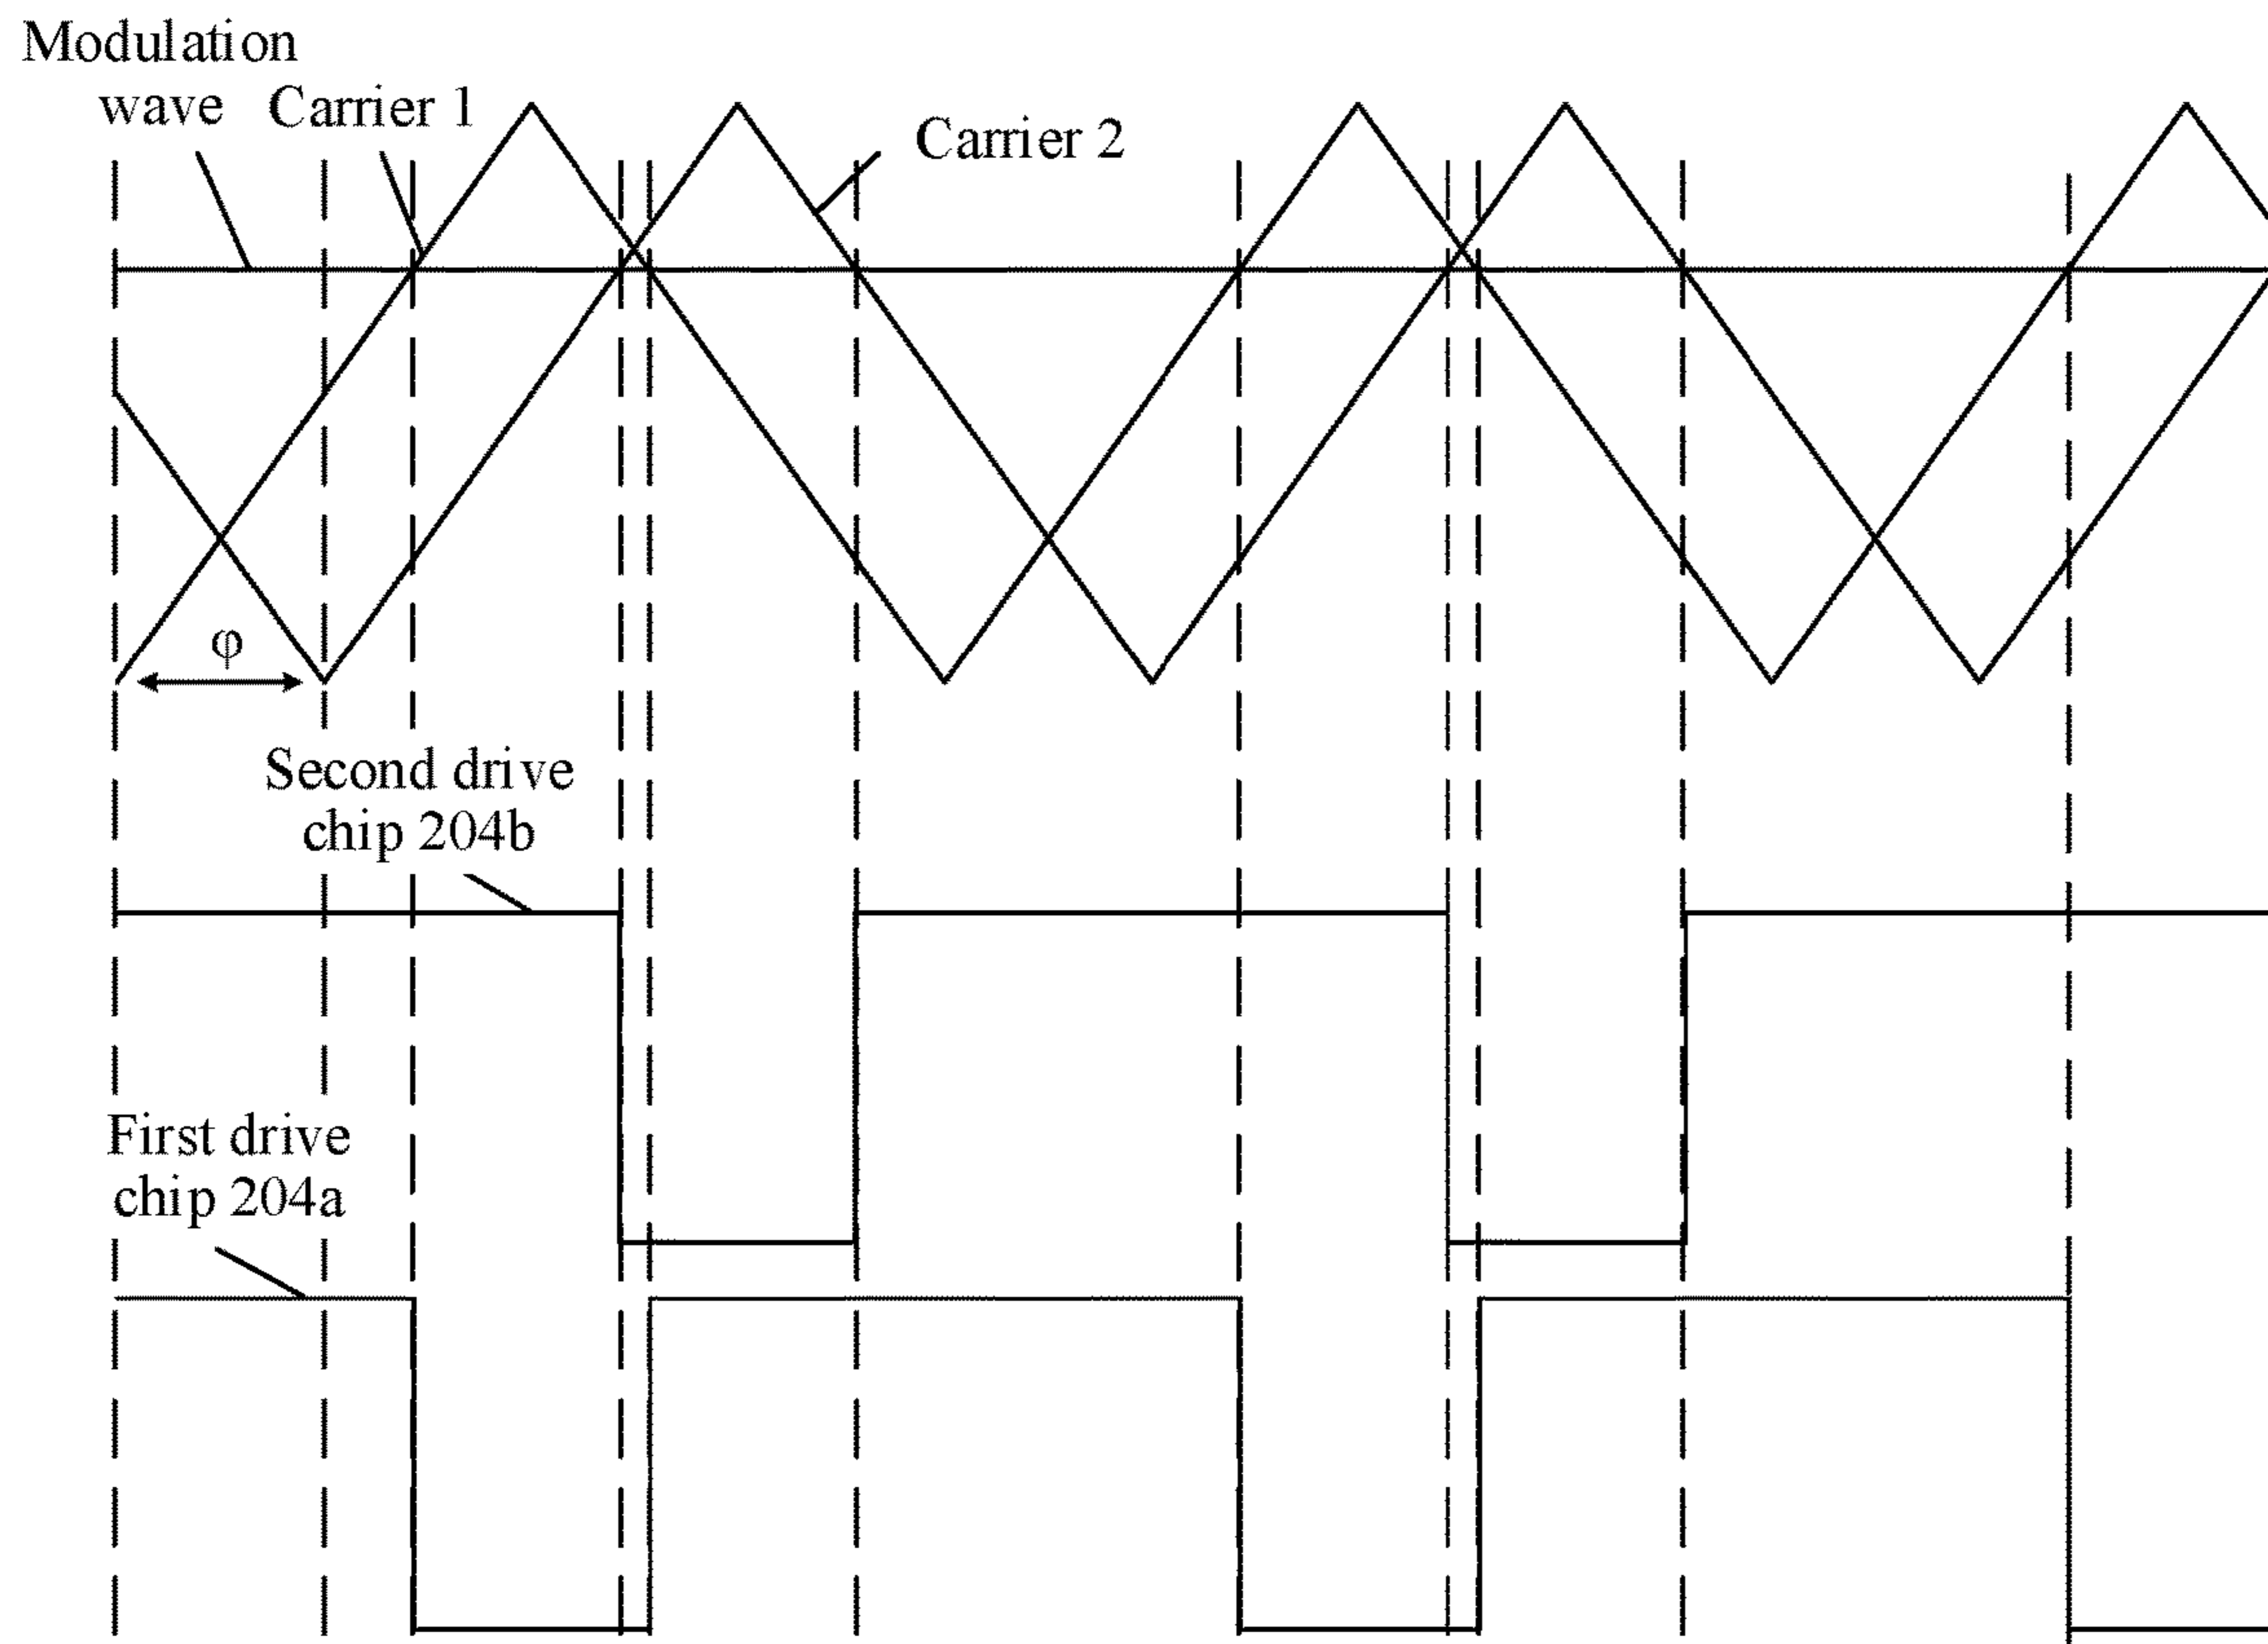 Modulation
wave
Carrier 1
Carrier 2
φ
Second drive
chip 204b
First drive
chip 204a